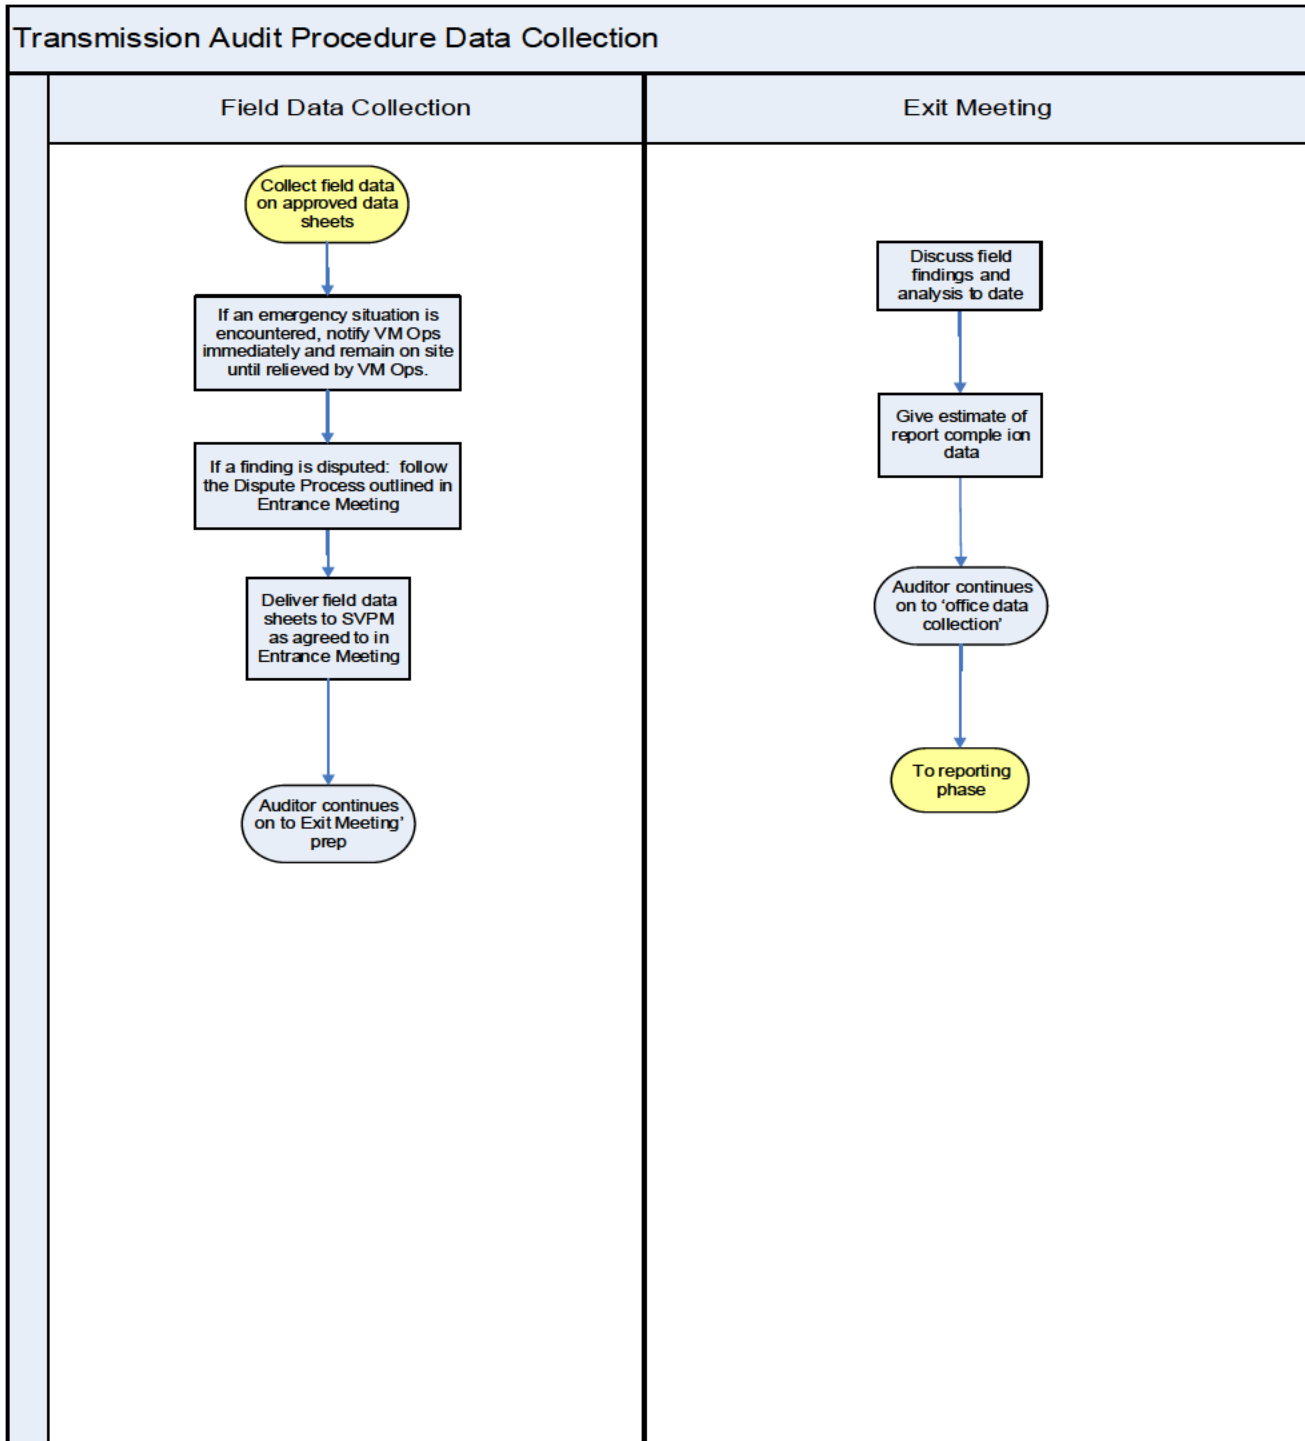 Transmission Audit Procedure Data Collection
Field Data Collection
Collect field data
on approved data
sheets
If an emergency situation is
encountered, notify VM Ops
immediately and remain on site
until relieved by VM Ops.
If a finding is disputed:  follow
the Dispute Process outlined in
Entrance Meeting
Deliver field data
sheets to SVPM
as agreed to in
Entrance Meeting
Auditor continues
on to Exit Meeting’
prep
Exit Meeting
Discuss field
findings and
analysis to date
Give estimate of
report comple ion
data
Auditor continues
on to ‘office data
collection’
To reporting
phase